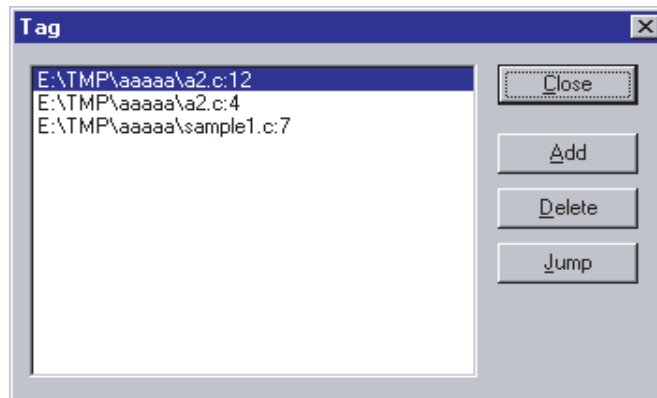 Tag
E:\TMP\aaaaa\a2.c:12
E:\TMP\aaaaa\a2.c:4
E:\TMP\aaaaa\sample1.c:7
Close
Add
Delete
Jump